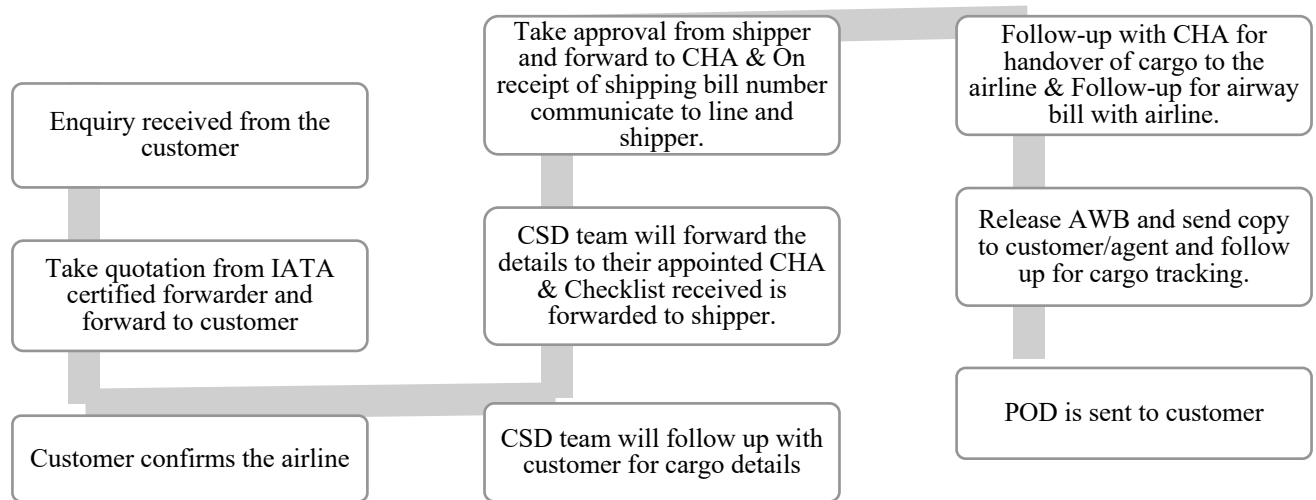 Enquiry received from the
customer
Take quotation from IATA
certified forwarder and
forward to customer
Customer confirms the airline
CSD team will follow up with
customer for cargo details
CSD team will forward the
details to their appointed CHA
& Checklist received is
forwarded to shipper.
Take approval from shipper
and forward to CHA & On
receipt of shipping bill number
communicate to line and
shipper.
Follow-up with CHA for
handover of cargo to the
airline & Follow-up for airway
bill with airline.
Release AWB and send copy
to customer/agent and follow
up for cargo tracking.
POD is sent to customer